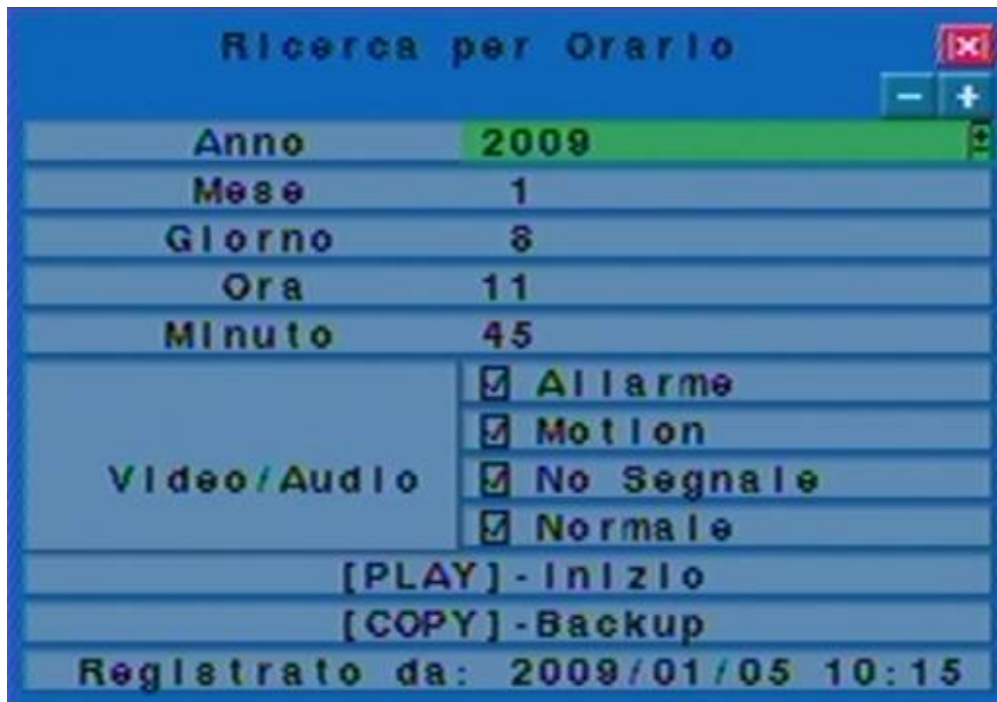 Ricerca per Orario
Anno 2009
Mese 1
Giorno 8
Ora 11
Minuto 45
Video/Audio
Allarme
Motion
No Segnale
Normale
[PLAY]-Inizio
[COPY]-Backup
Registrato da: 2009/01/05 10:15